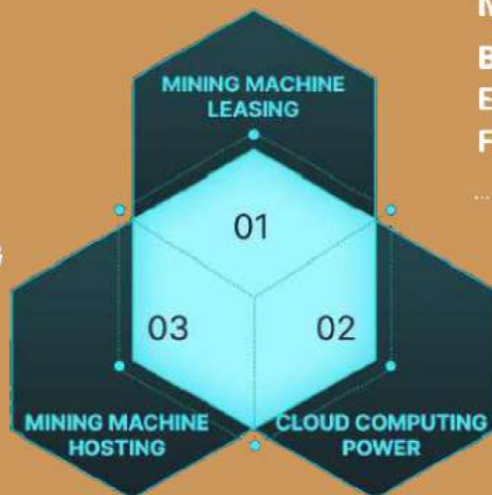 MINING MACHINE
LEASING
01
03
02
MINING MACHINE
HOSTING
CLOUD COMPUTING
POWER